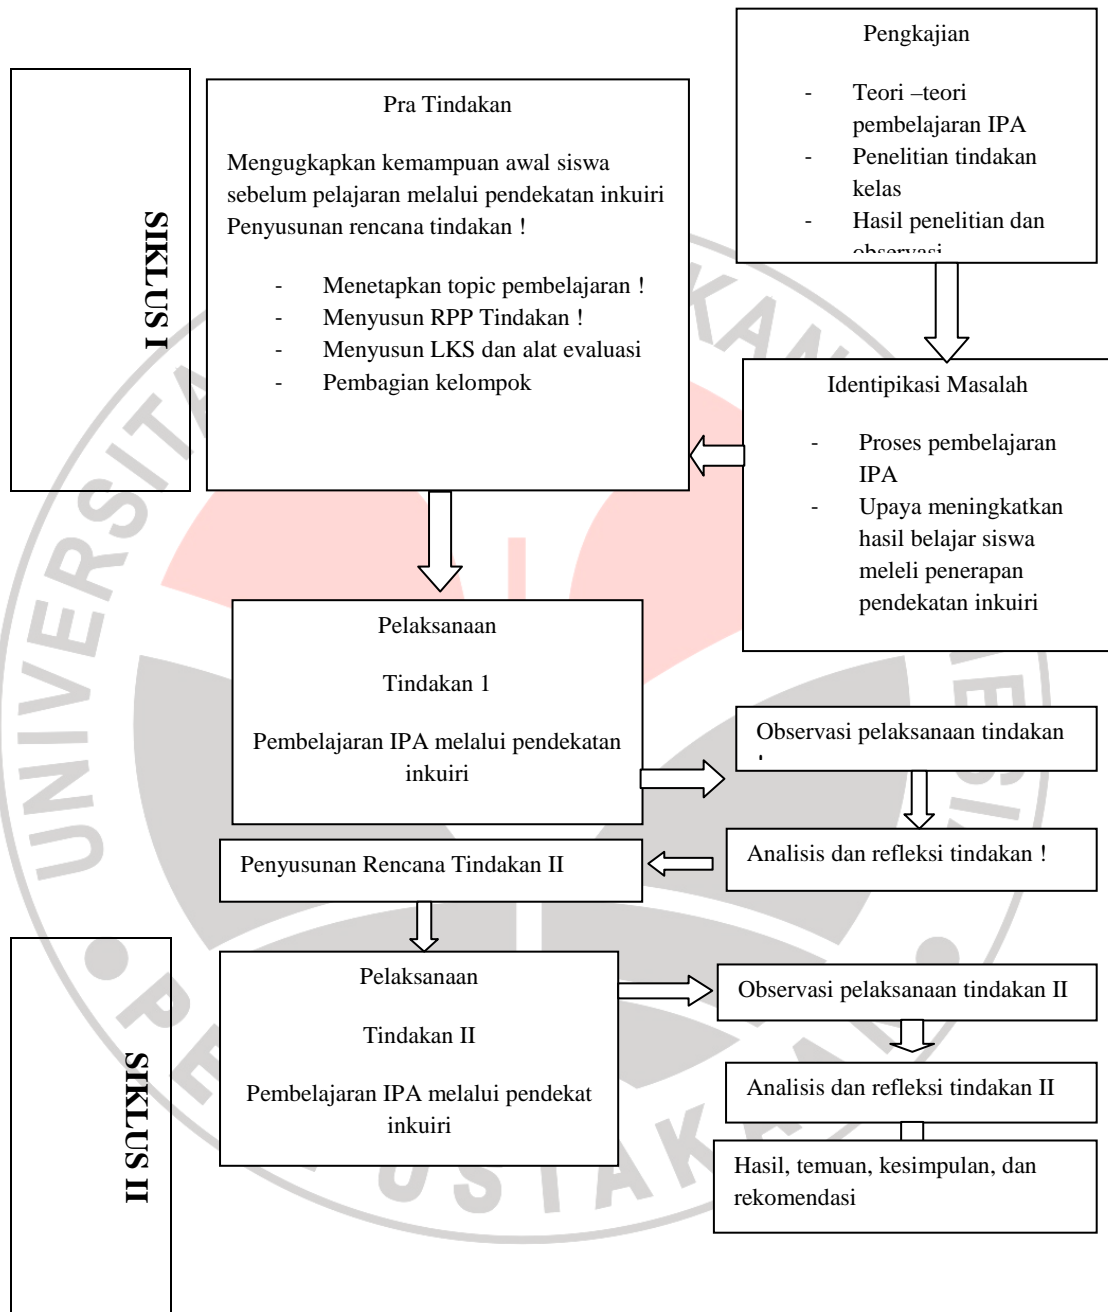 Pengkajian
- Teori –teori
pembelajaran IPA
- Penelitian tindakan
kelas
- Hasil penelitian dan
observasi
SIKLUS I
Pra Tindakan
Mengugkapkan kemampuan awal siswa
sebelum pelajaran melalui pendekatan inkuiri
Penyusunan rencana tindakan !
- Menetapkan topic pembelajaran !
- Menyusun RPP Tindakan !
- Menyusun LKS dan alat evaluasi
- Pembagian kelompok
Identipikasi Masalah
- Proses pembelajaran
IPA
- Upaya meningkatkan
hasil belajar siswa
meleli penerapan
pendekatan inkuiri
Pelaksanaan
Tindakan 1
Pembelajaran IPA melalui pendekatan
inkuiri
Observasi pelaksanaan tindakan
Analisis dan refleksi tindakan !
Penyusunan Rencana Tindakan II
SIKLUS II
Pelaksanaan
Tindakan II
Pembelajaran IPA melalui pendekat
inkuiri
Observasi pelaksanaan tindakan II
Analisis dan refleksi tindakan II
Hasil, temuan, kesimpulan, dan
rekomendasi